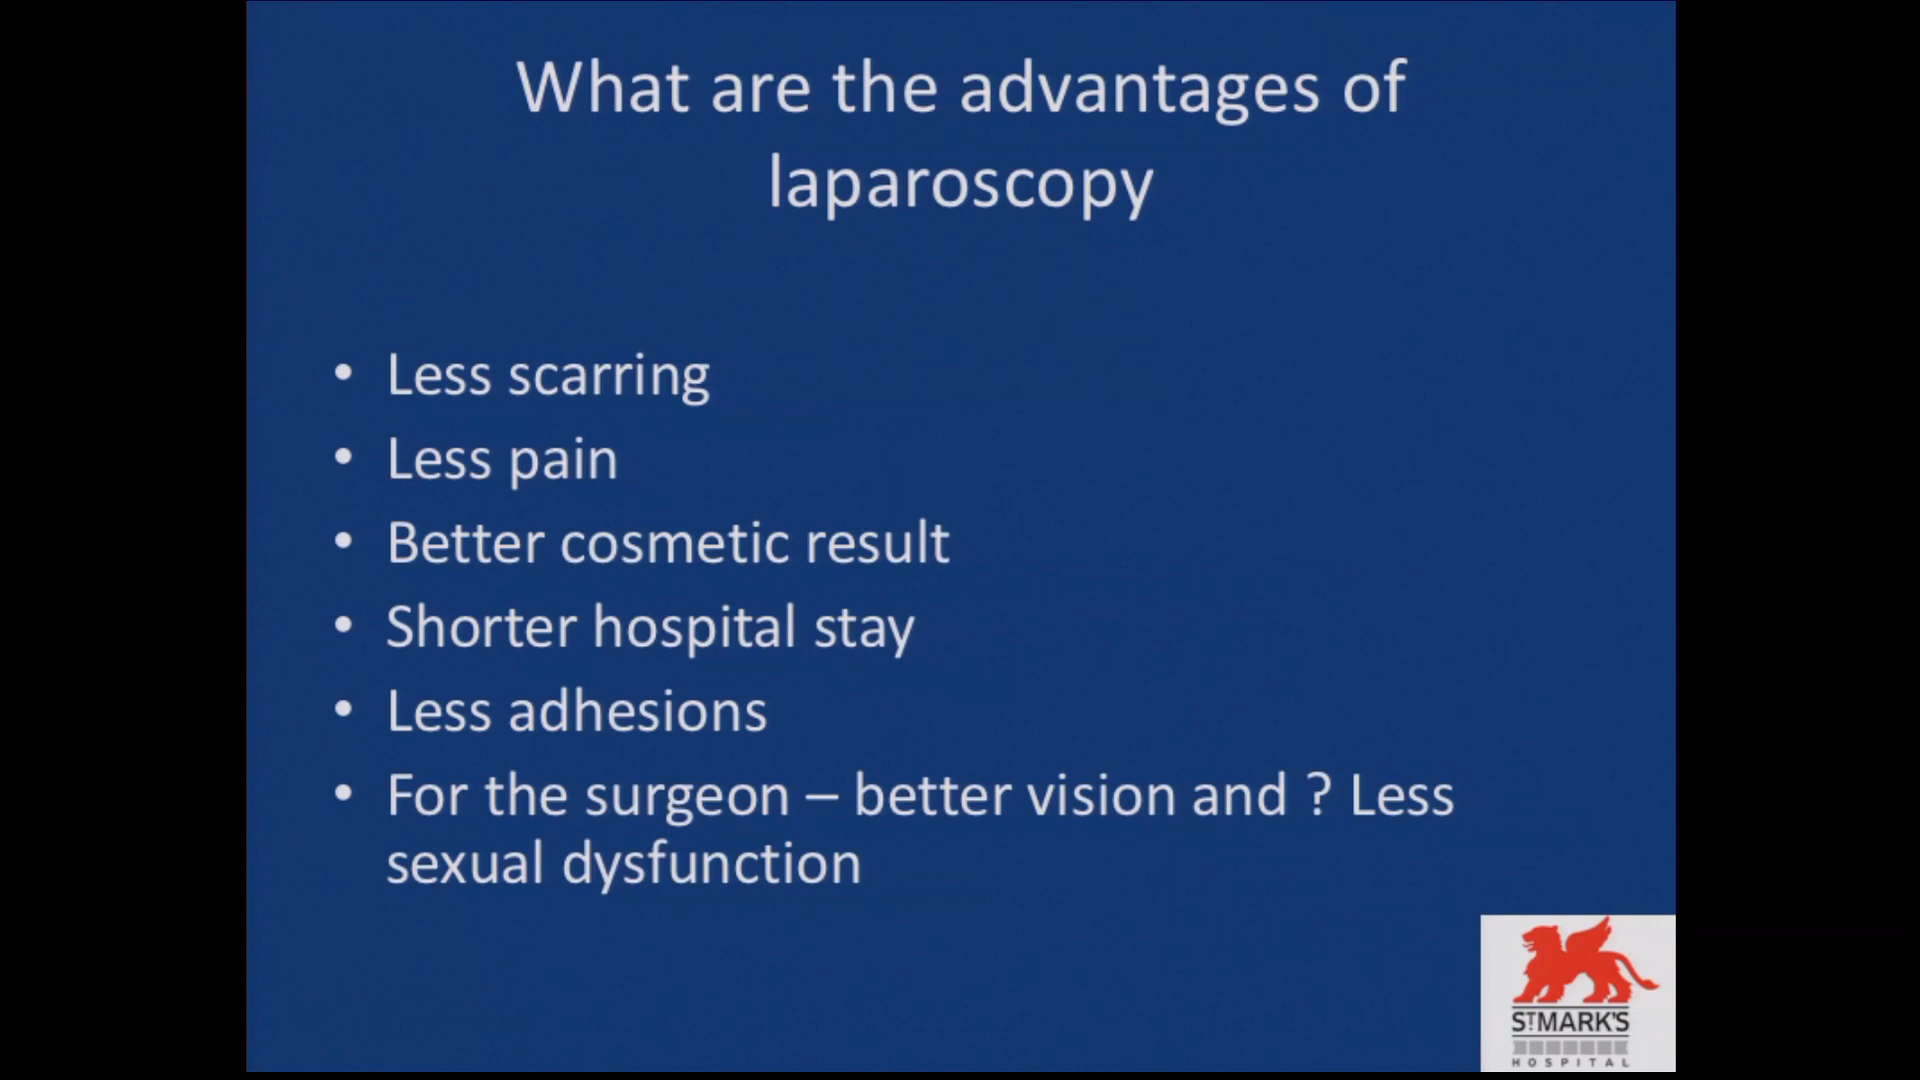 What are the advantages of
laparoscopy
• Less scarring
• Less pain
• Better cosmetic result
• Shorter hospital stay
• Less adhesions
• For the surgeon – better vision and ? Less
sexual dysfunction
ST MARK'S
HOSPITAL